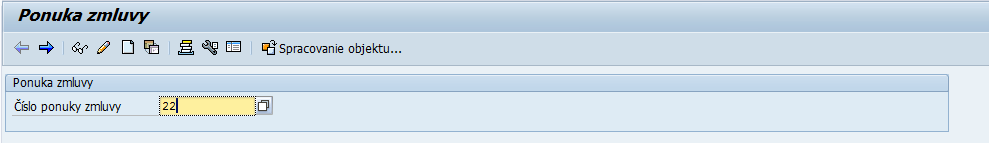 Ponuka zmluvy
Spracovanie objektu...
Ponuka zmluvy
Číslo ponuky zmluvy 22